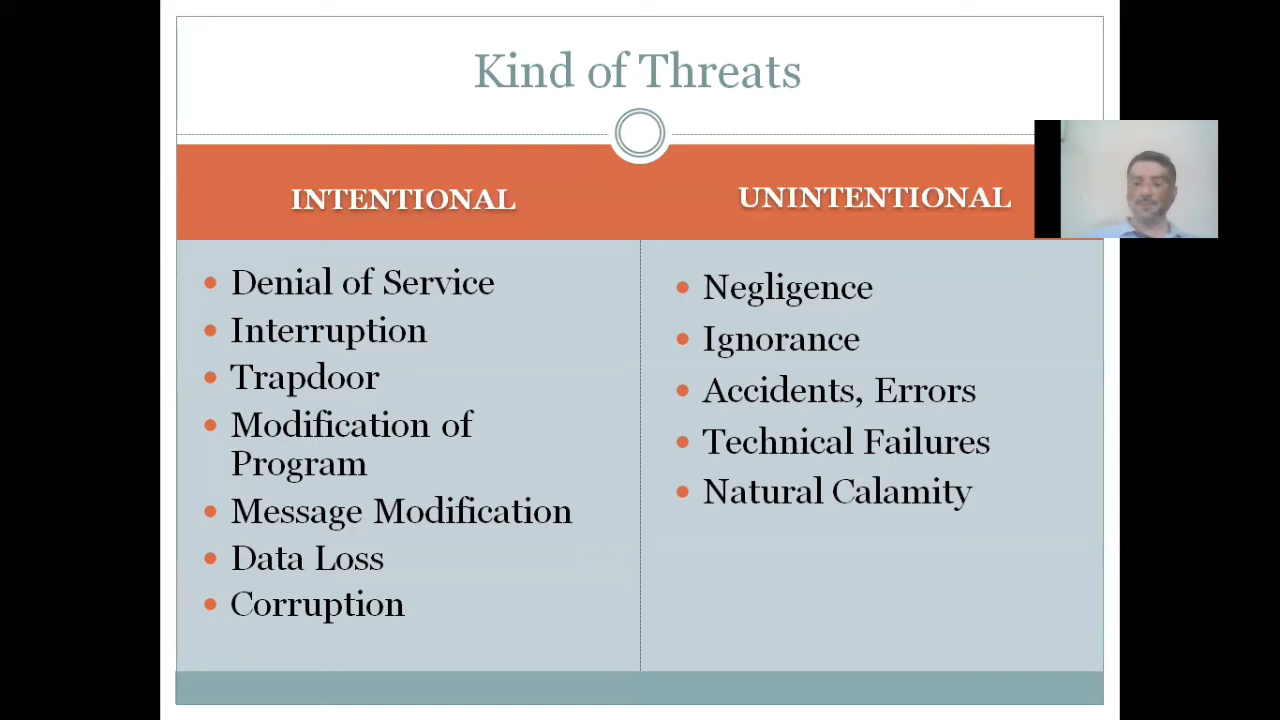 Kind of Threats
INTENTIONAL
UNINTENTIONAL
• Denial of Service
• Interruption
• Trapdoor
• Modification of
Program
• Message Modification
• Data Loss
• Corruption
• Negligence
• Ignorance
• Accidents, Errors
• Technical Failures
• Natural Calamity